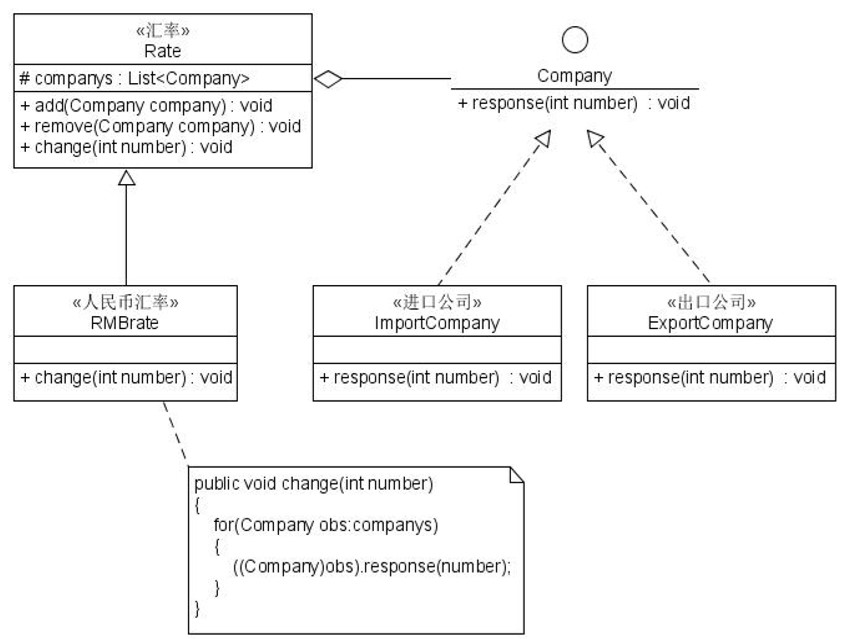 «汇率»
Rate
# companys : List<Company>
+ add(Company company) : void
+ remove(Company company) : void
+ change(int number) : void
Company
+ response(int number) : void
«人民币汇率»
RMBrate
+ change(int number) : void
«进口公司»
ImportCompany
+ response(int number) : void
«出口公司»
ExportCompany
+ response(int number) : void
public void change(int number)
{
for(Company obs:companys)
{
((Company)obs).response(number);
}
}